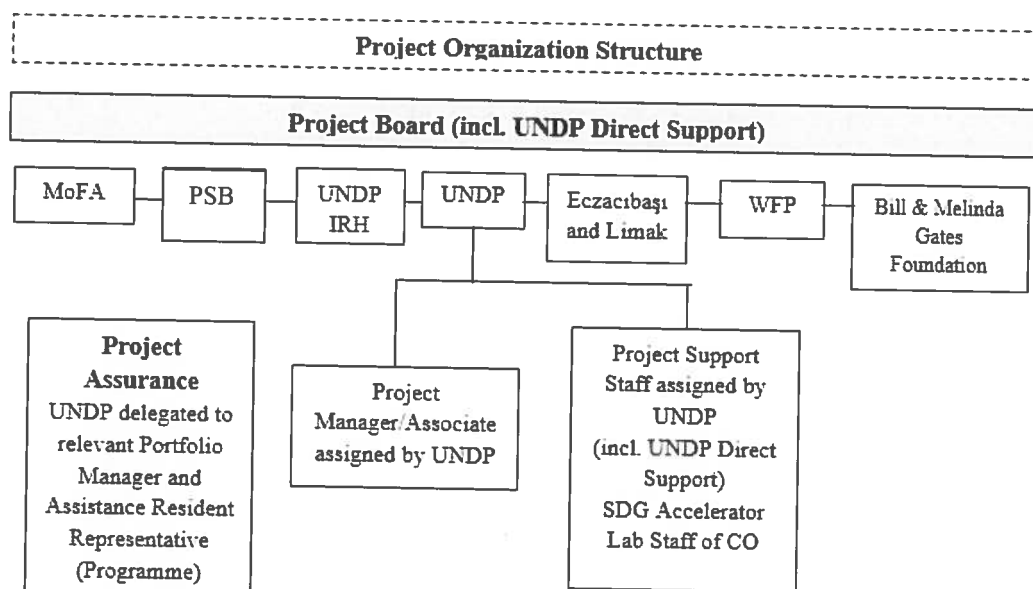 Project Organization Structure
Project Board (incl. UNDP Direct Support)
MoFA
PSB
UNDP
IRH
UNDP
Eczacıbaşı
and Limak
WFP
Bill & Melinda
Gates
Foundation
Project
Assurance
UNDP delegated to
relevant Portfolio
Manager and
Assistance Resident
Representative
(Programme)
Project
Manager/Associate
assigned by UNDP
Project Support
Staff assigned by
UNDP
(incl. UNDP Direct
Support)
SDG Accelerator
Lab Staff of CO